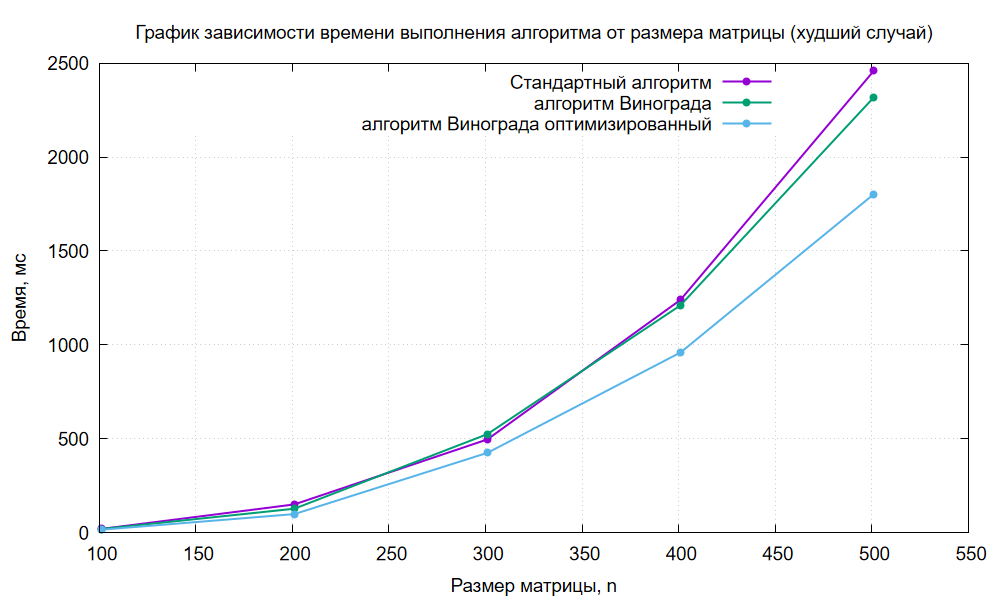 График зависимости времени выполнения алгоритма от размера матрицы (худший случай)
Стандартный алгоритм
алгоритм Винограда
алгоритм Винограда оптимизированный
2500
2000
1500
1000
500
0
Время, мс
100 150 200 250 300 350 400 450 500 550
Размер матрицы, n